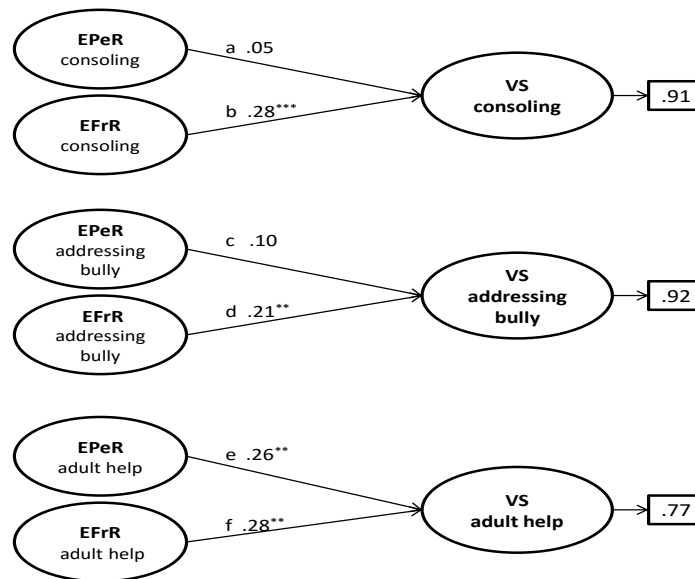 EPeR
consoling
a .05
EFrR
consoling
b .28***
VS
consoling
.91
EPeR
addressing
bully
c .10
EFrR
addressing
bully
d .21**
VS
addressing
bully
.92
EPeR
adult help
e .26**
EFrR
adult help
f .28**
VS
adult help
.77